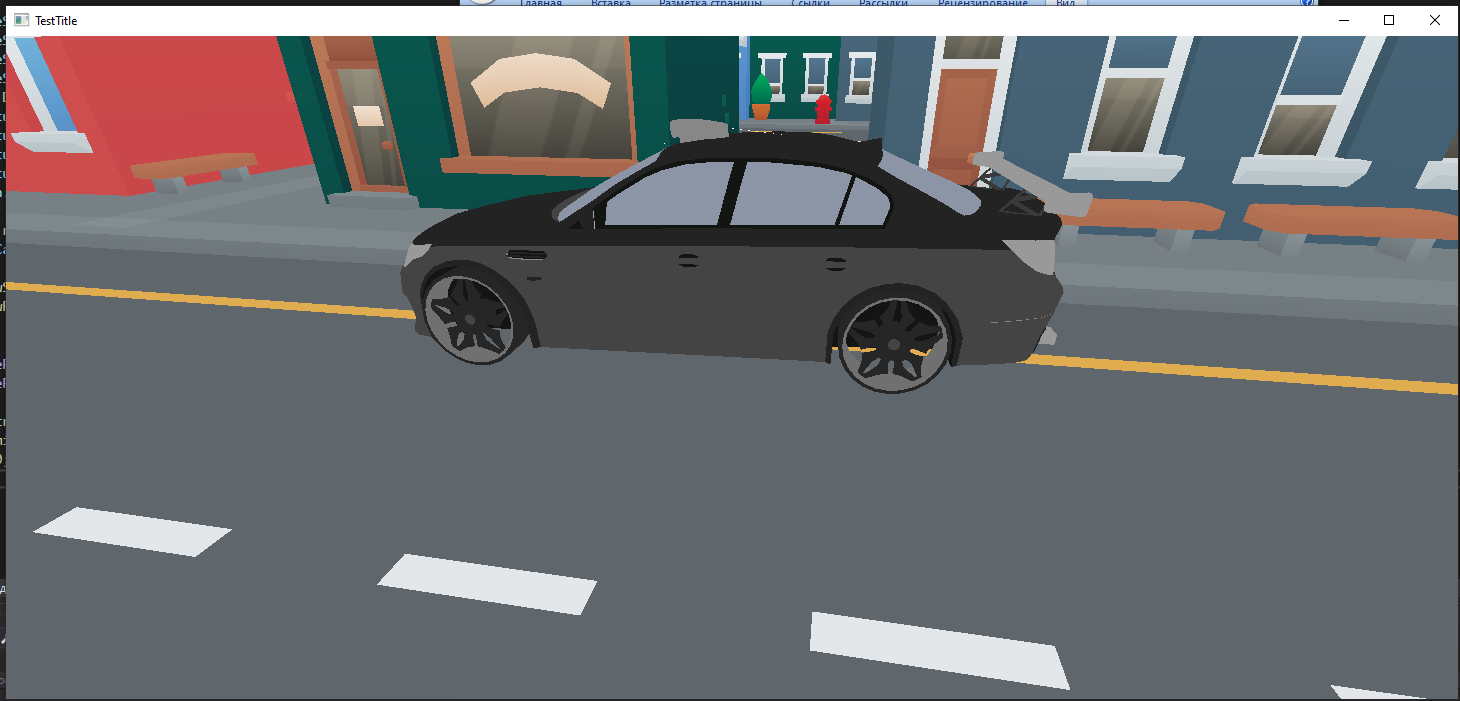 Главная Вставка Разметка страницы Ссылки Рассылки Рецензирование Вид
TestTitle